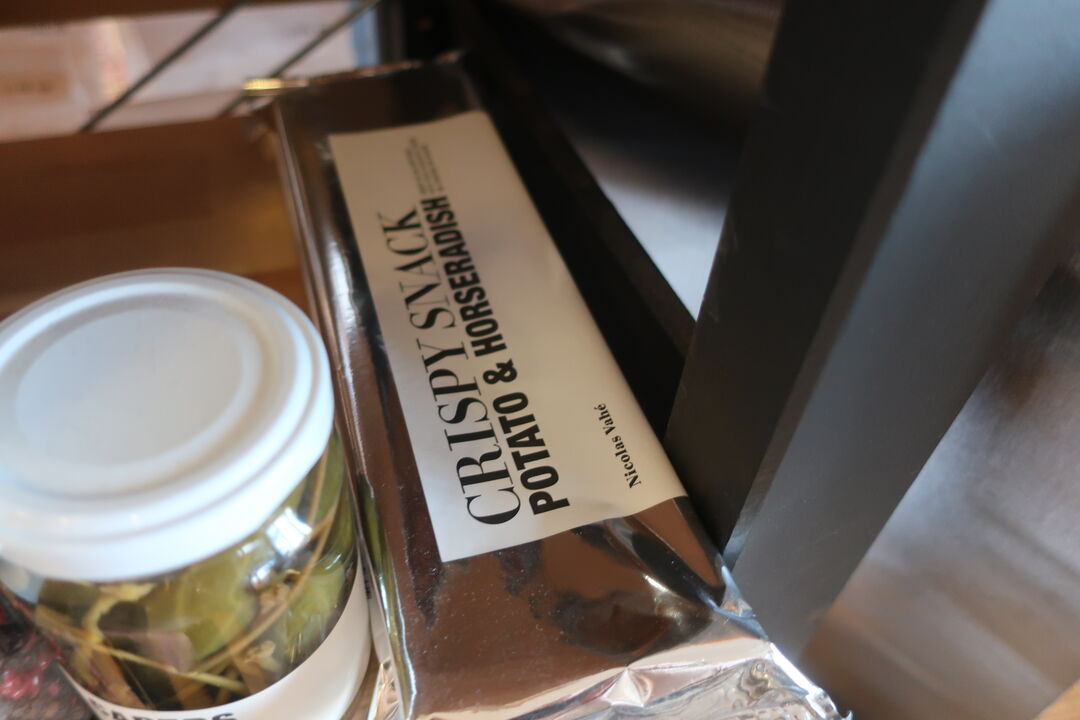 CRISPY SNACK
POTATO & HORSERADISH
Nicolas Vahé